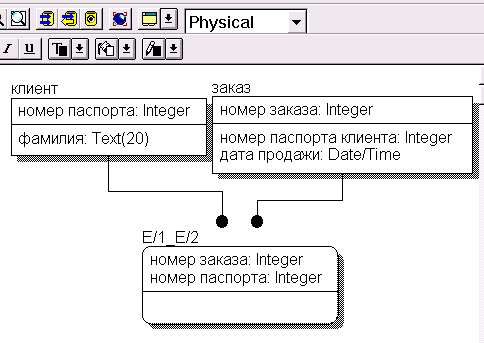 Physical
I U
клиент
номер паспорта: Integer
фамилия: Text(20)
заказ
номер заказа: Integer
номер паспорта клиента: Integer
дата продажи: Date/Time
E/1_E/2
номер заказа: Integer
номер паспорта: Integer